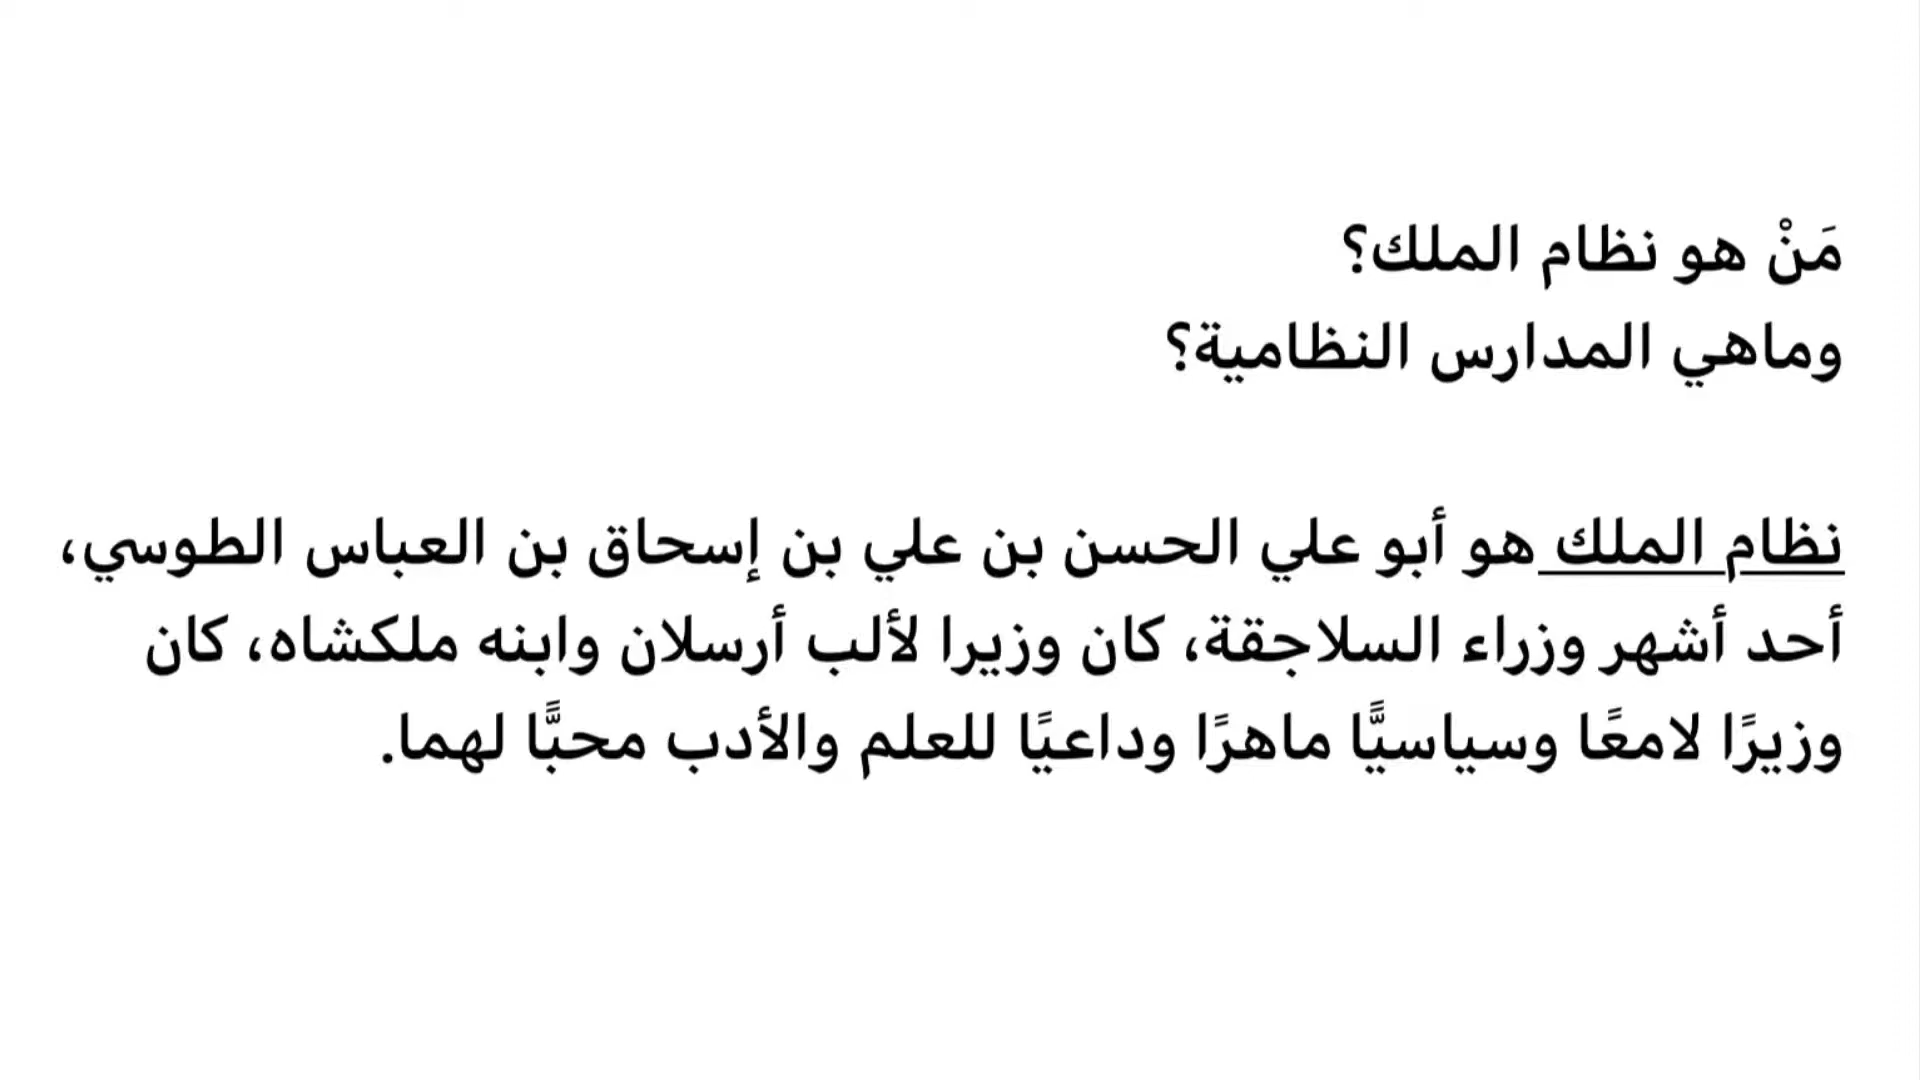 مَنْ هو نظام الملك؟
وماهي المدارس النظامية؟
نظام الملك هو أبو علي الحسن بن علي بن إسحاق بن العباس الطوسي،
أحد أشهر وزراء السلاجقة، كان وزيرا لألب أرسلان وابنه ملكشاه، كان
وزيرًا لامعًا وسياسيًّا ماهرًا وداعيًا للعلم والأدب محبًّا لهما.